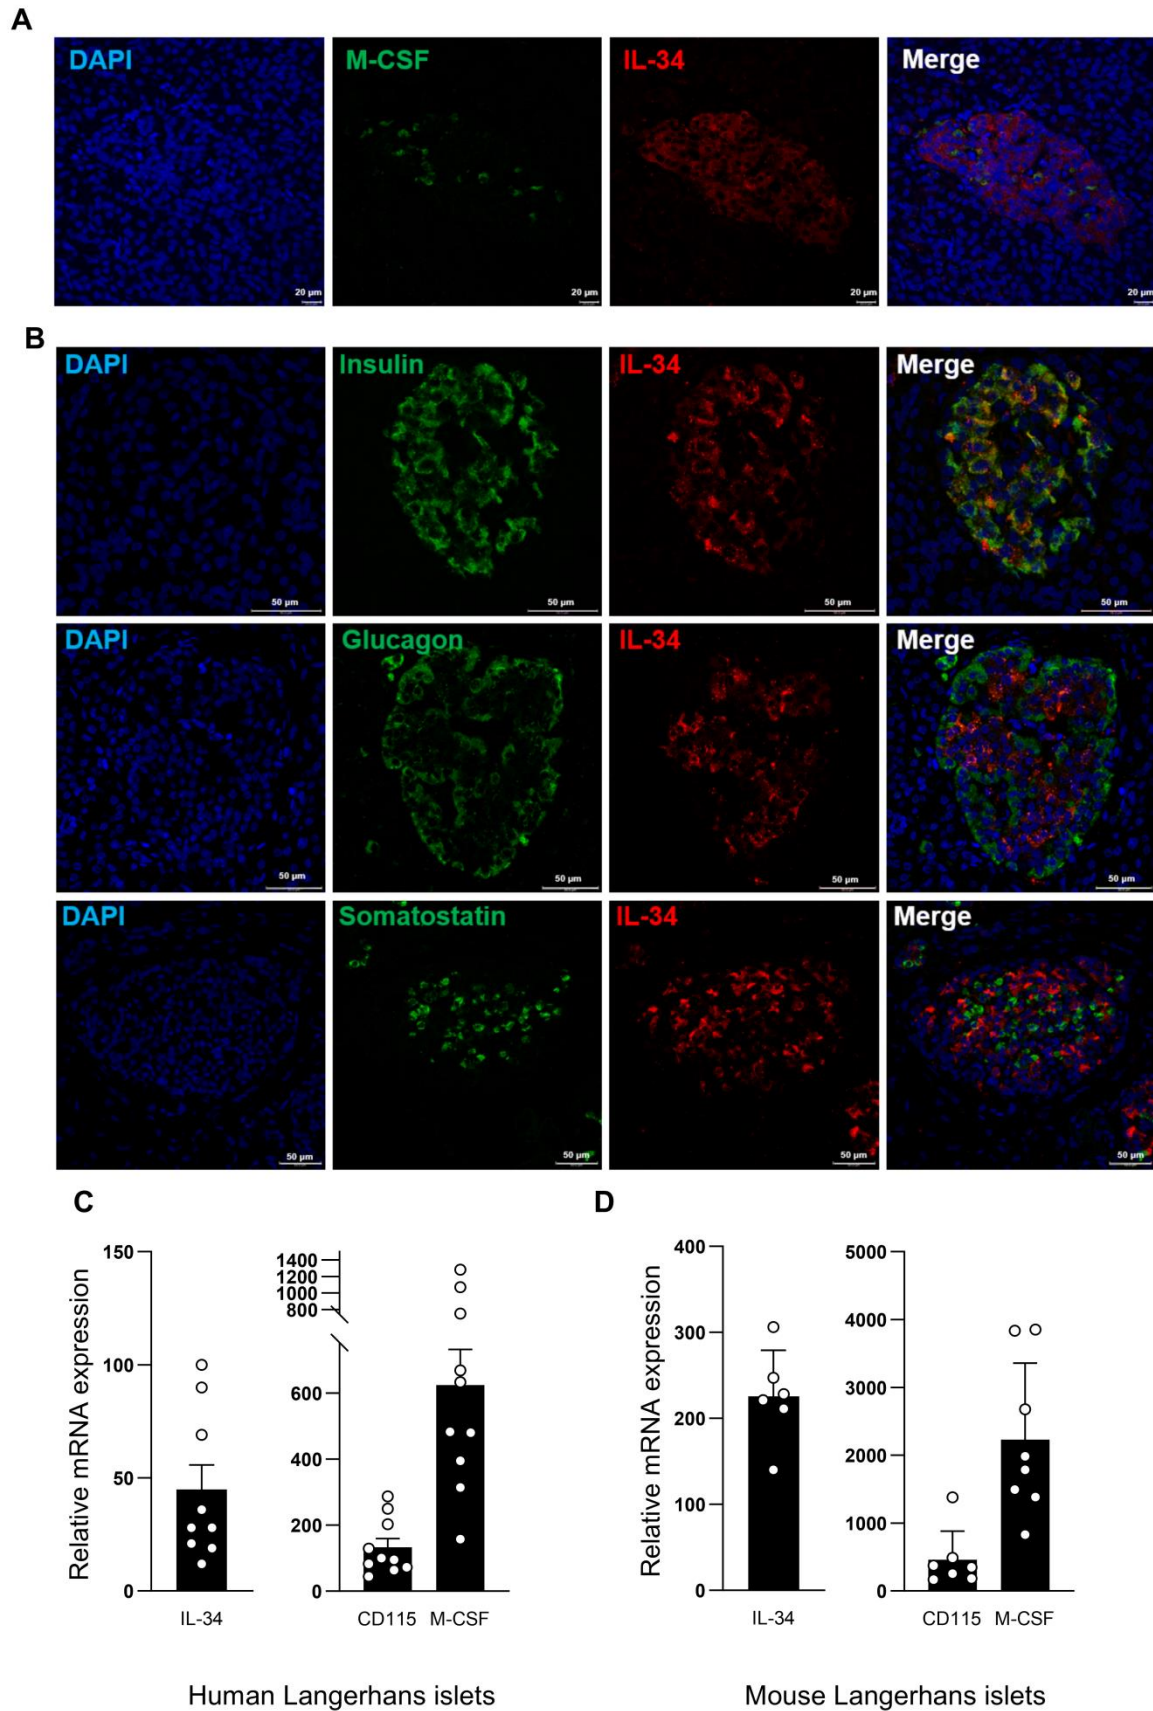 A
DAPI
M-CSF
IL-34
Merge
20 µm
20 µm
20 µm
20 µm
B
DAPI
Insulin
IL-34
Merge
50 µm
50 µm
50 µm
50 µm
DAPI
Glucagon
IL-34
Merge
50 µm
50 µm
50 µm
50 µm
DAPI
Somatostatin
IL-34
Merge
50 µm
50 µm
50 µm
50 µm
C
Relative mRNA expression
150
100
50
0
IL-34
1400
1200
1000
800
600
400
200
0
CD115 M-CSF
Human Langerhans islets
D
Relative mRNA expression
400
300
200
100
0
IL-34
5000
4000
3000
2000
1000
0
CD115 M-CSF
Mouse Langerhans islets